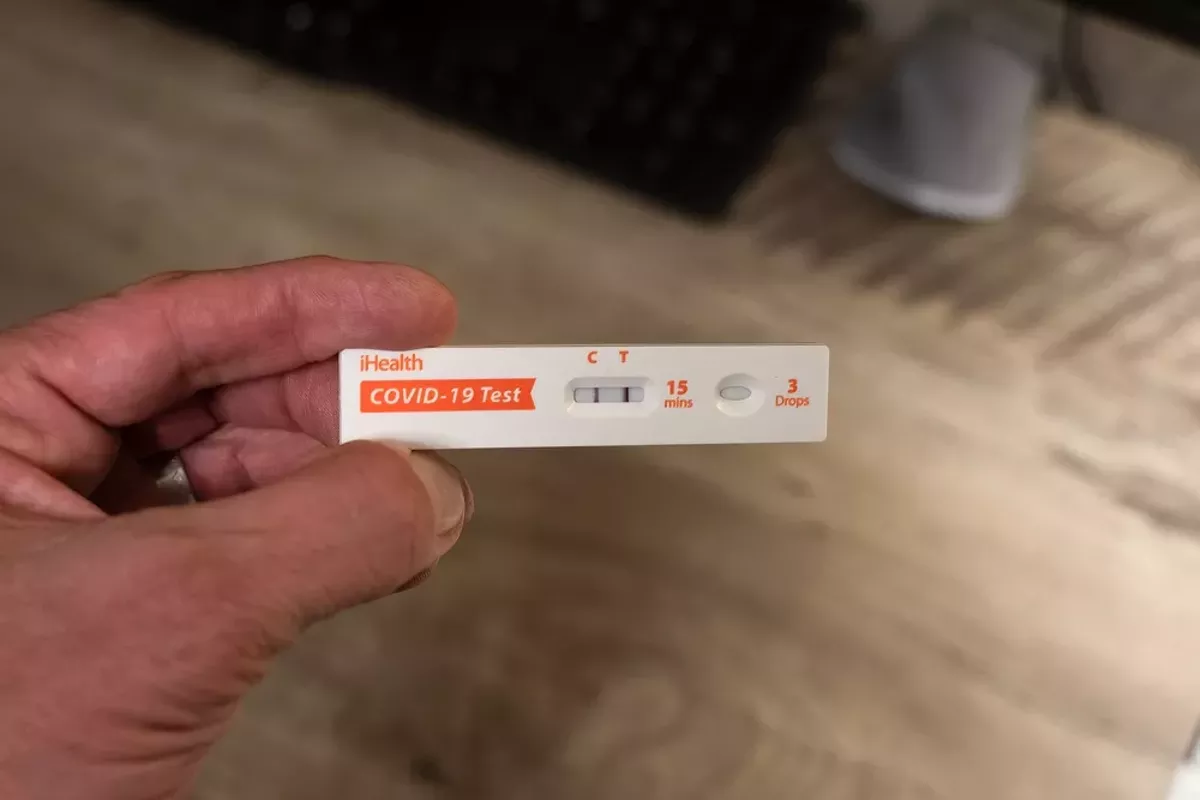 iHealth
COVID-19 Test
C T
15
mins
3
Drops